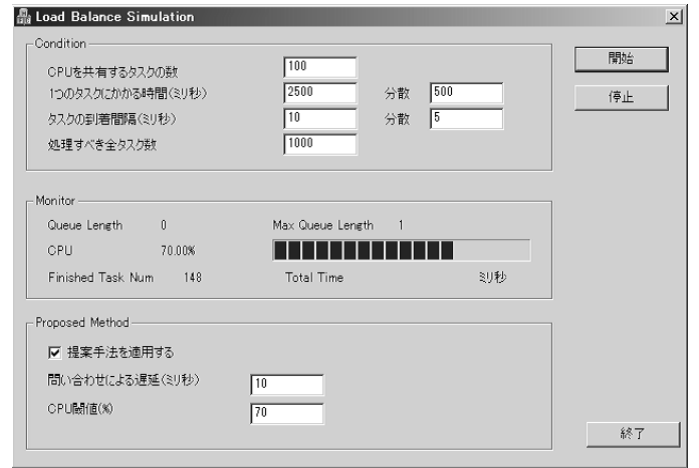 Load Balance Simulation
Condition
CPUを共有するタスクの数 100
1つのタスクにかかる時間(ミリ秒) 2500 分散 500
タスクの到着間隔(ミリ秒) 10 分散 5
処理すべき全タスク数 1000
開始
停止
Monitor
Queue Length 0 Max Queue Length 1
CPU 70.00%
Finished Task Num 148 Total Time ミリ秒
Proposed Method
提案手法を適用する
問い合わせによる遅延(ミリ秒) 10
CPU閾値(%) 70
終了